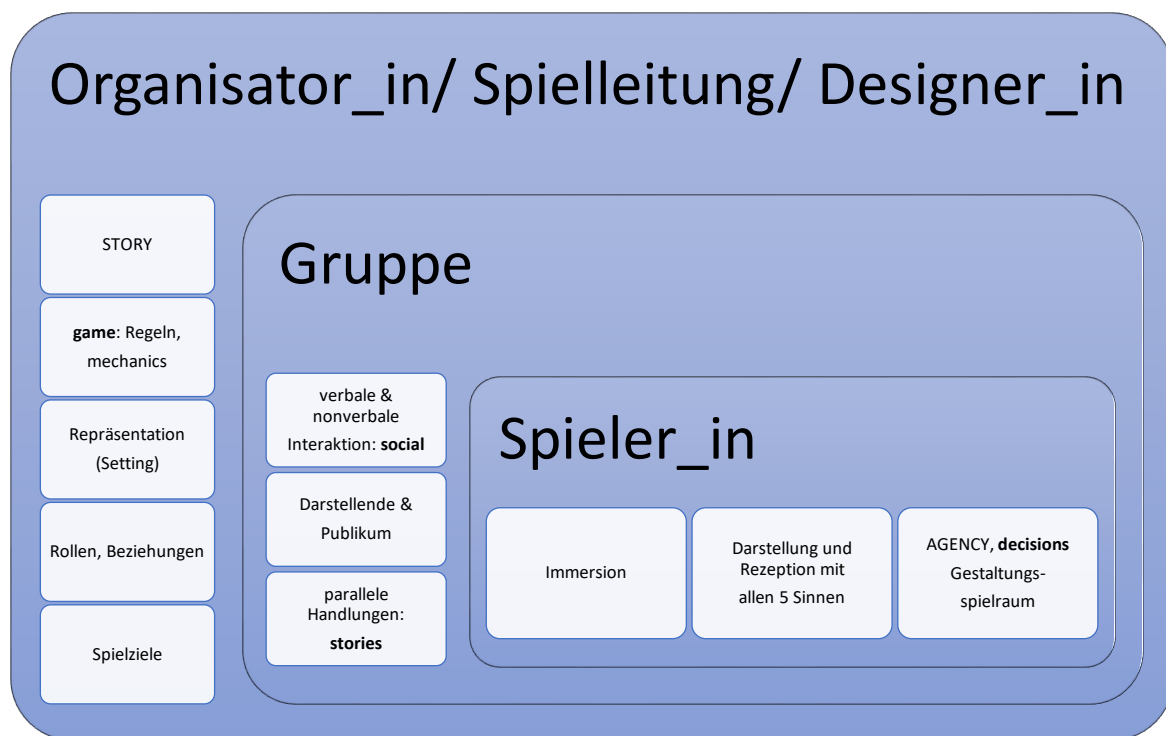 Organisator_in/ Spielleitung/ Designer_in
STORY
game: Regeln,
mechanics
Repräsentation
(Setting)
Rollen, Beziehungen
Spielziele
Gruppe
verbale &
nonverbale
Interaktion: social
Darstellende &
Publikum
parallele
Handlungen:
stories
Spieler_in
Immersion
Darstellung und
Rezeption mit
allen 5 Sinnen
AGENCY, decisions
Gestaltungs-
spielraum